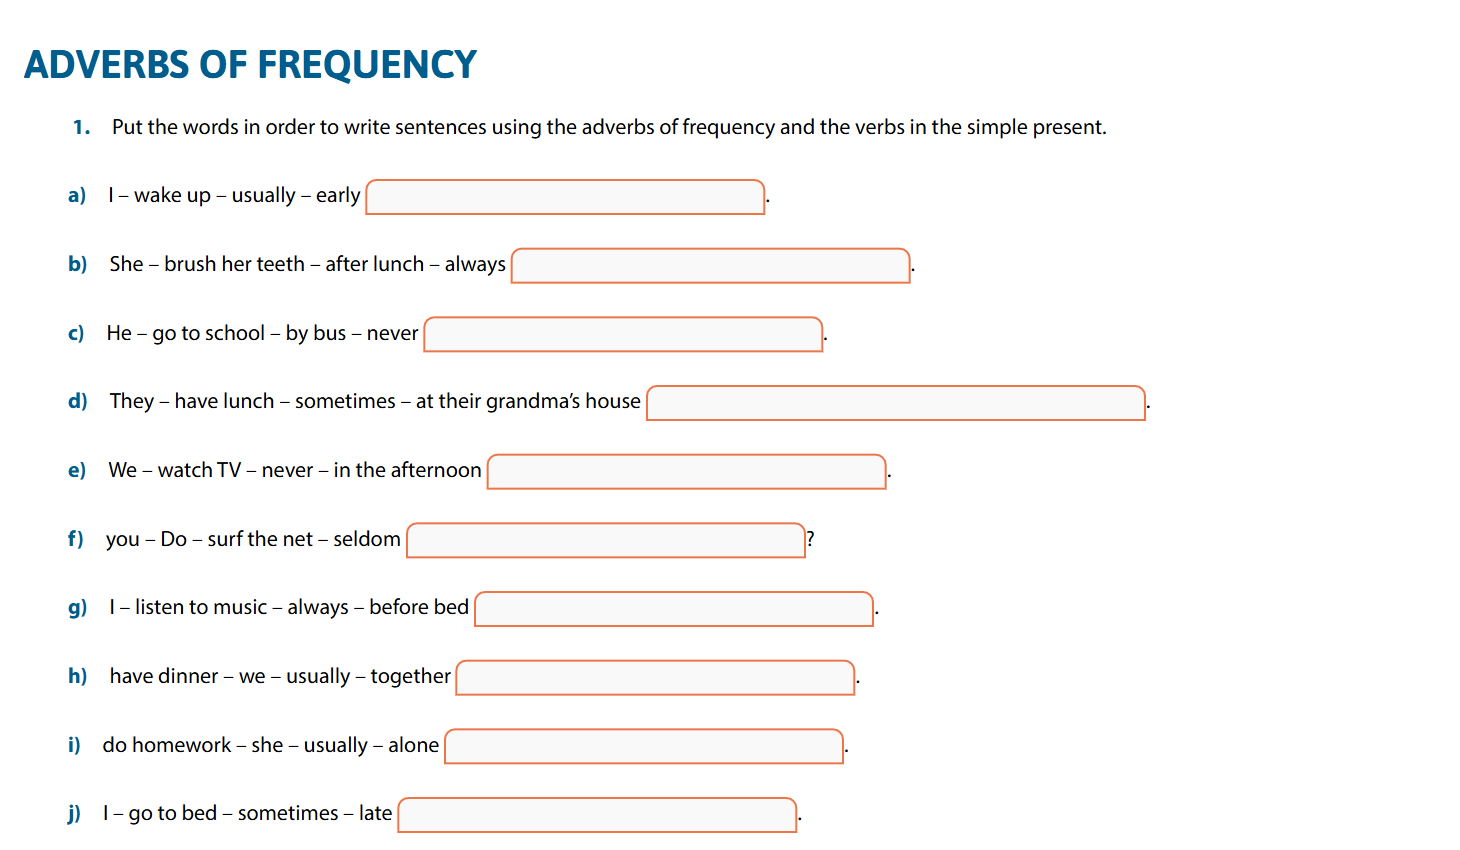 ADVERBS OF FREQUENCY
1. Put the words in order to write sentences using the adverbs of frequency and the verbs in the simple present.
a) I – wake up – usually – early .
b) She – brush her teeth – after lunch – always .
c) He – go to school – by bus – never .
d) They – have lunch – sometimes – at their grandma’s house .
e) We – watch TV – never – in the afternoon .
f) you – Do – surf the net – seldom ?
g) I – listen to music – always – before bed .
h) have dinner – we – usually – together .
i) do homework – she – usually – alone .
j) I – go to bed – sometimes – late .